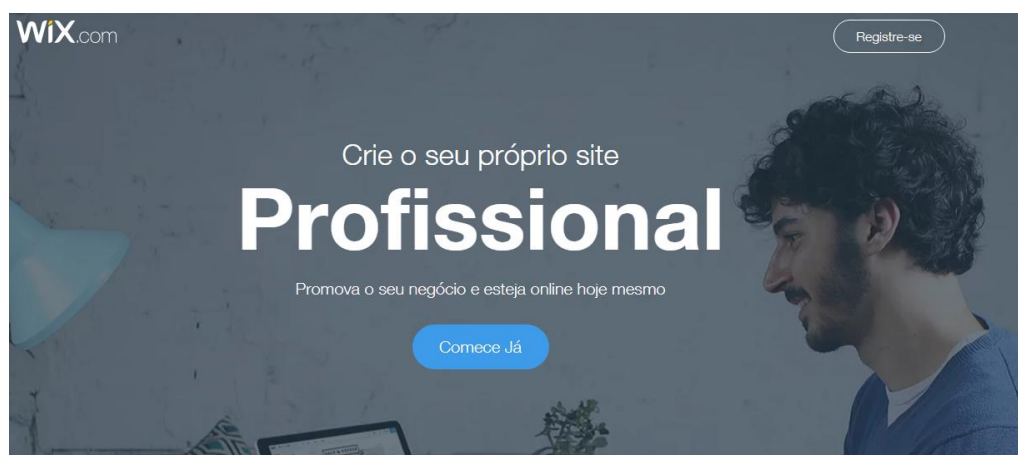 WiX.com
Registre-se
Crie o seu próprio site
Profissional
Promova o seu negócio e esteja online hoje mesmo
Comece Já